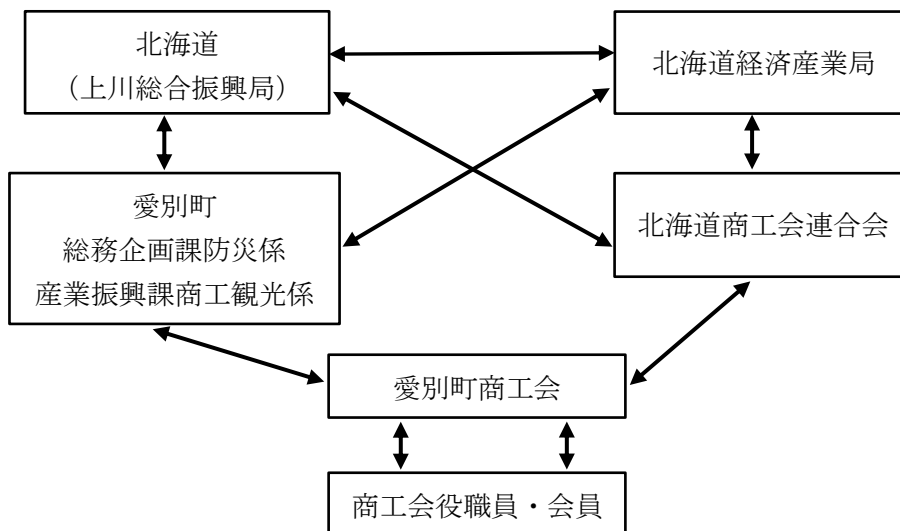 北海道
（上川総合振興局）
北海道経済産業局
愛別町
総務企画課防災係
産業振興課商工観光係
北海道商工会連合会
愛別町商工会
商工会役職員・会員